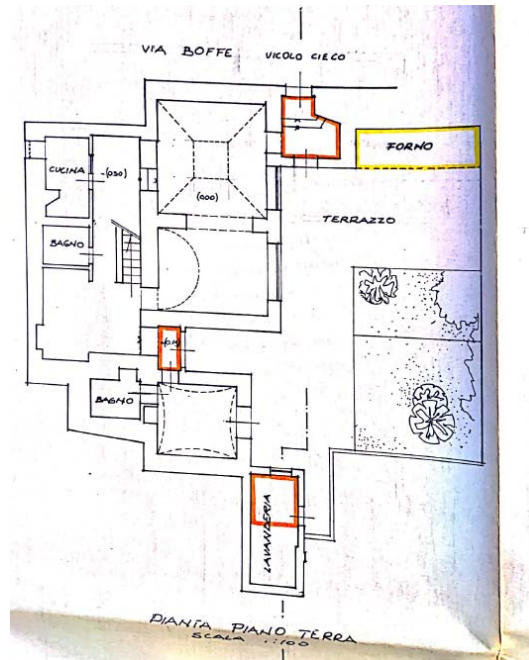 VIA BOFFE VICOLO CIECO
FORNO
CUCINA
-(030)
(000)
TERRAZZO
BAGNO
BAGNO
LAVANDERIA
PIANTA PIANO TERRA
SCALA 1:100